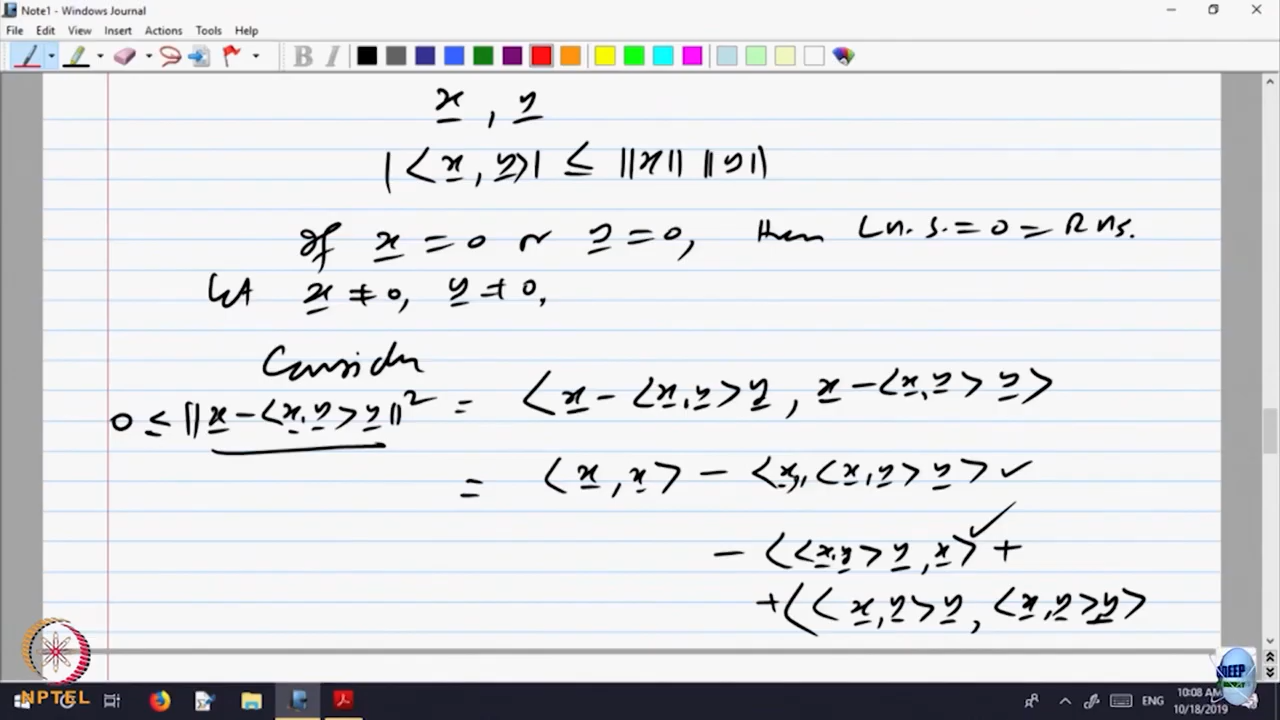 Note1 - Windows Journal
File Edit View Insert Actions Tools Help
B I
x , y
|<x, y>| ≤ ||x|| ||y||
If x = 0 or y = 0, then L.h.s. = 0 = R.h.s.
Let x ≠ 0, y ≠ 0,
Consider
0 ≤ ||x - <x,y>y||² = <x - <x,y>y, x - <x,y>y>
= <x, x> - <x, <x,y>y> ✓
- <<x,y>y, x> ✓ +
+ <<x,y>y, <x,y>y>
NPTEL
ENG
10:08 AM
10/18/2019